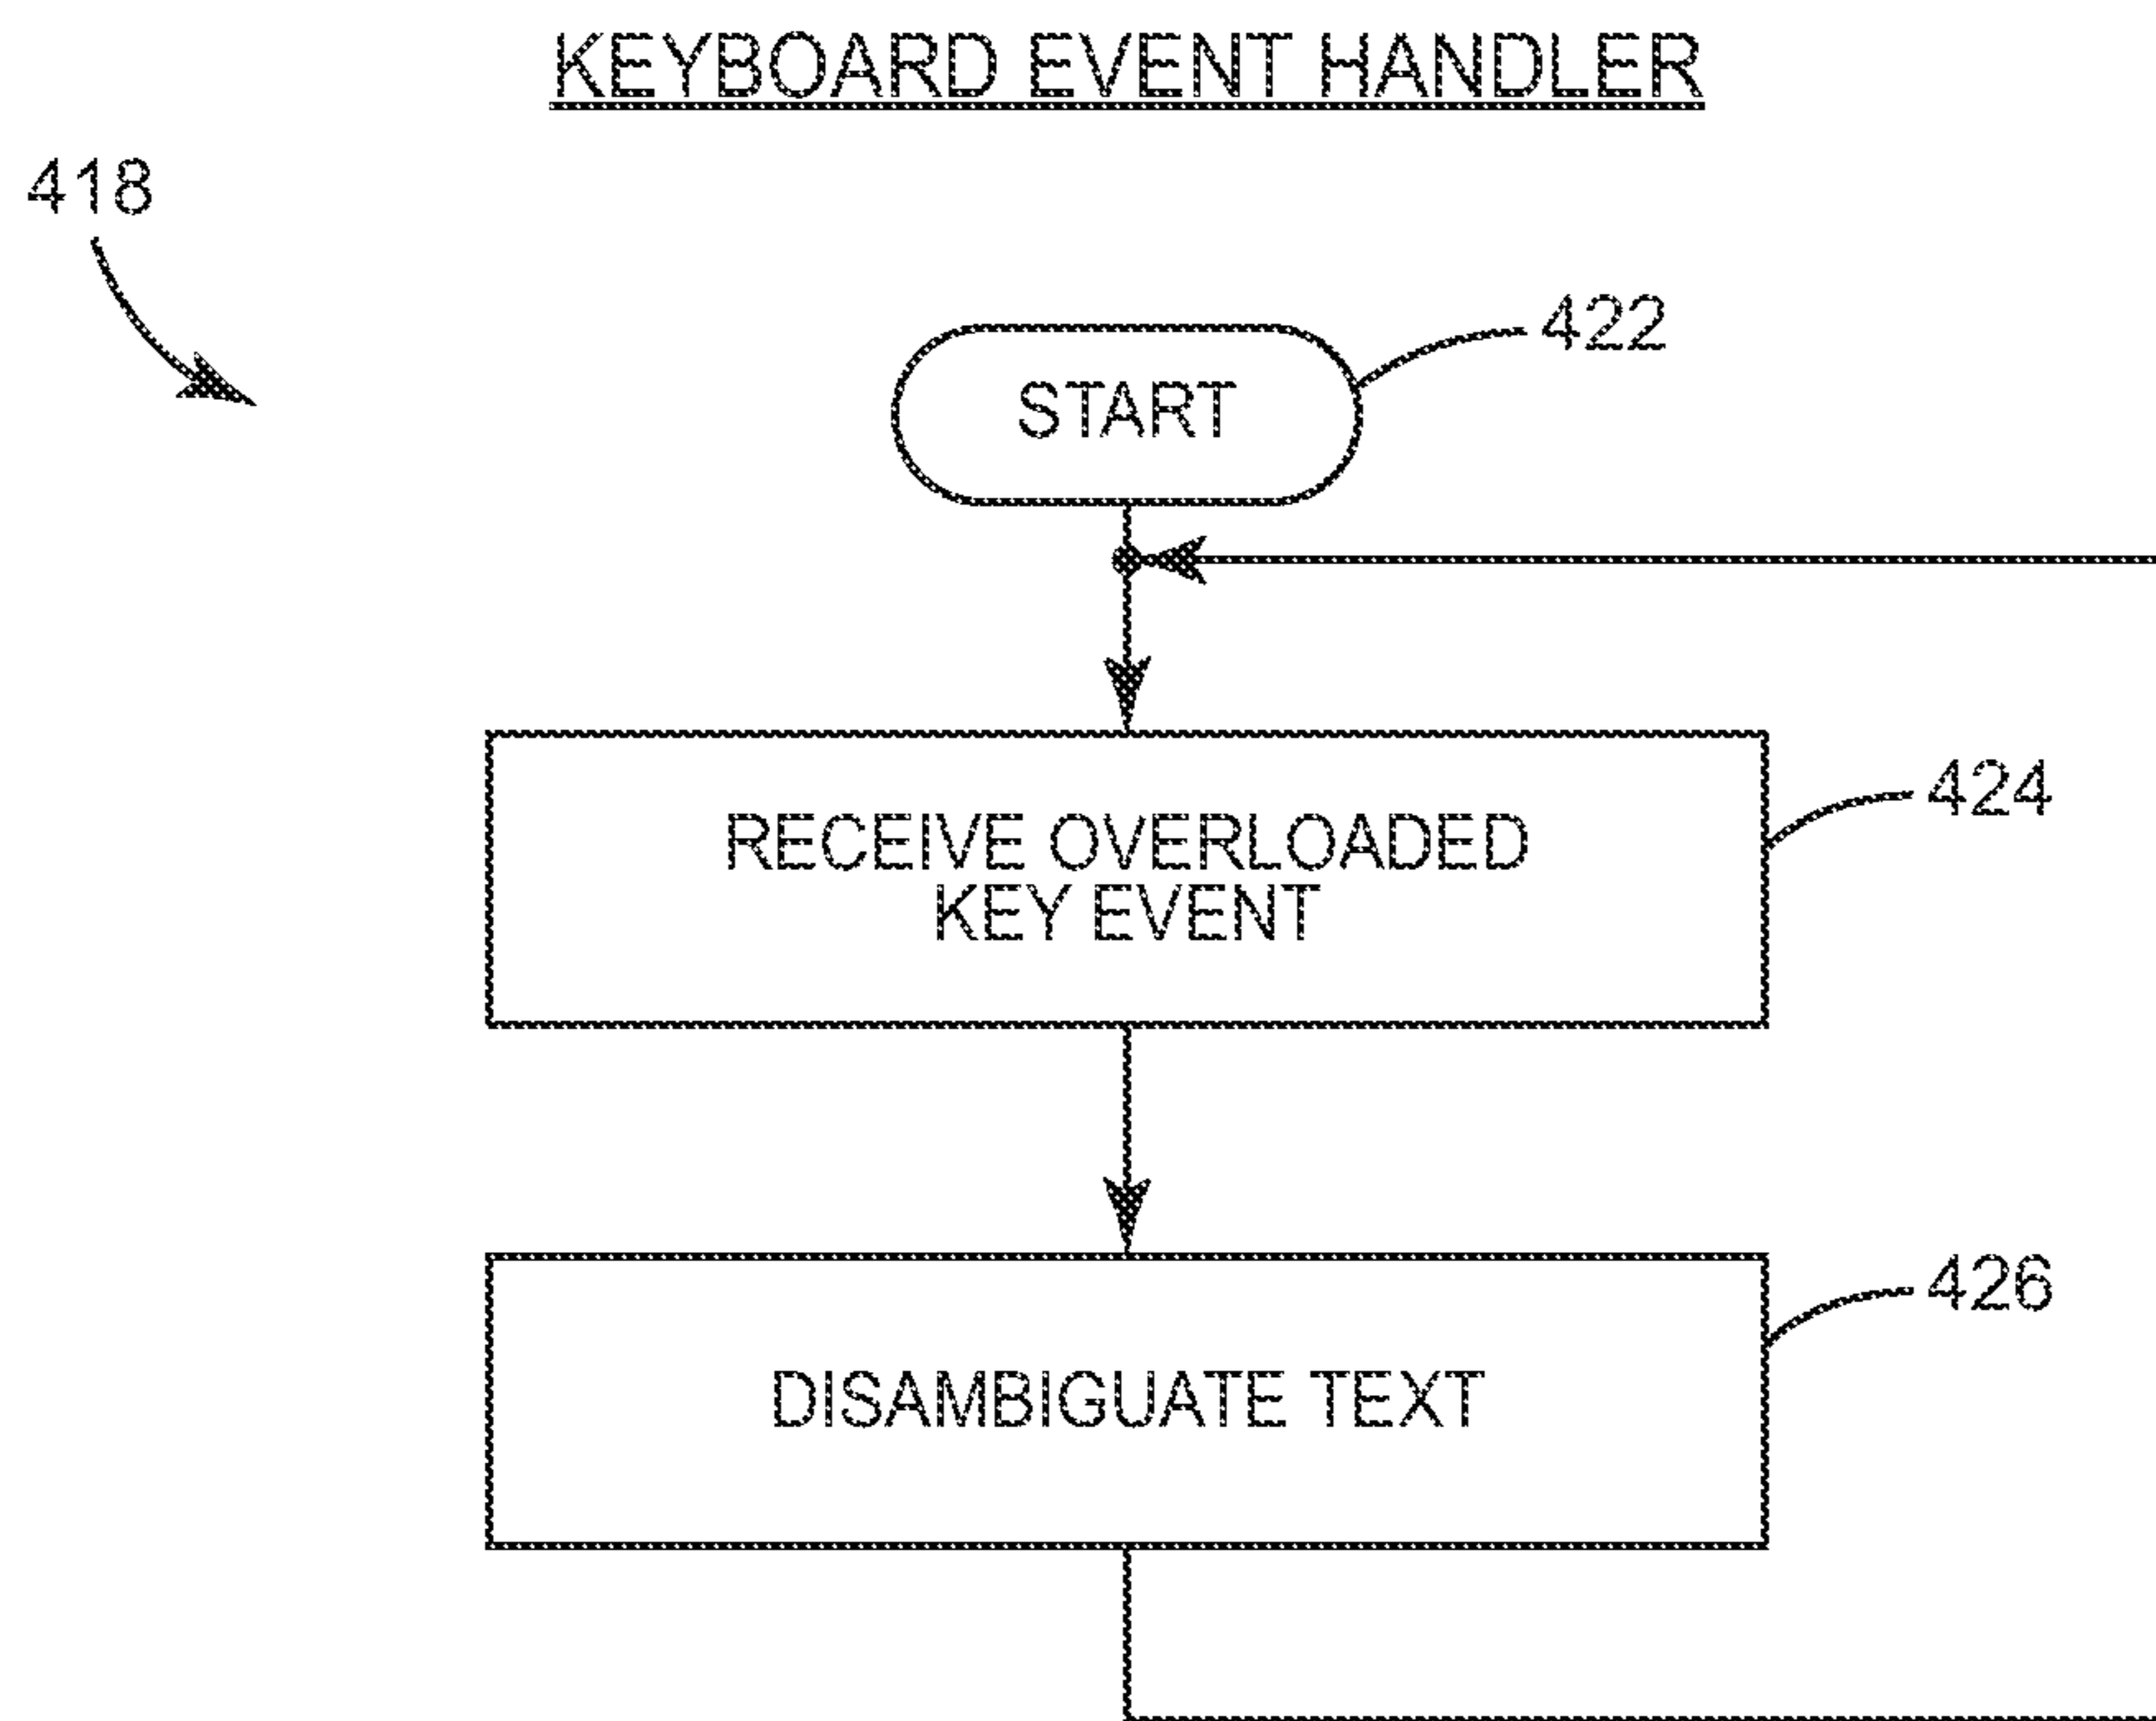 KEYBOARD EVENT HANDLER
418
422
START
424
RECEIVE OVERLOADED
KEY EVENT
426
DISAMBIGUATE TEXT